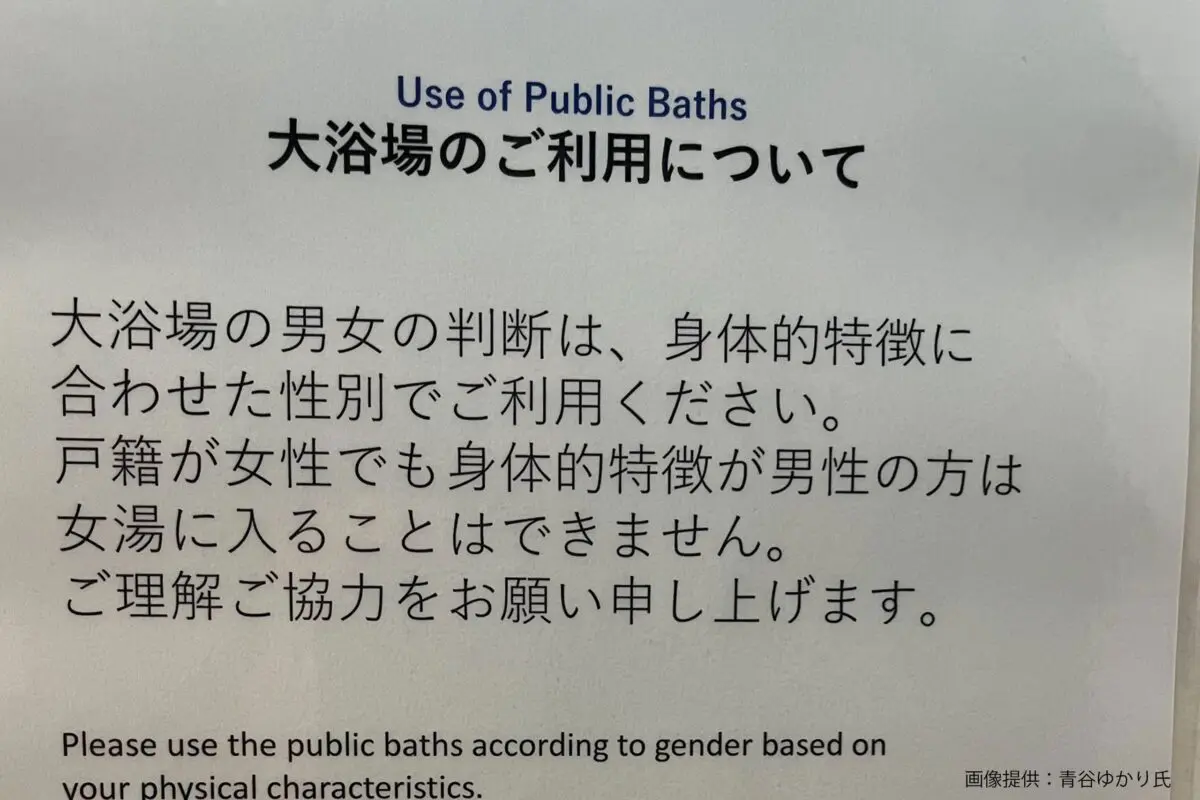 Use of Public Baths
大浴場のご利用について
大浴場の男女の判断は、身体的特徴に
合わせた性別でご利用ください。
戸籍が女性でも身体的特徴が男性の方は
女湯に入ることはできません。
ご理解ご協力をお願い申し上げます。
Please use the public baths according to gender based on
your physical characteristics.
画像提供：青谷ゆかり氏